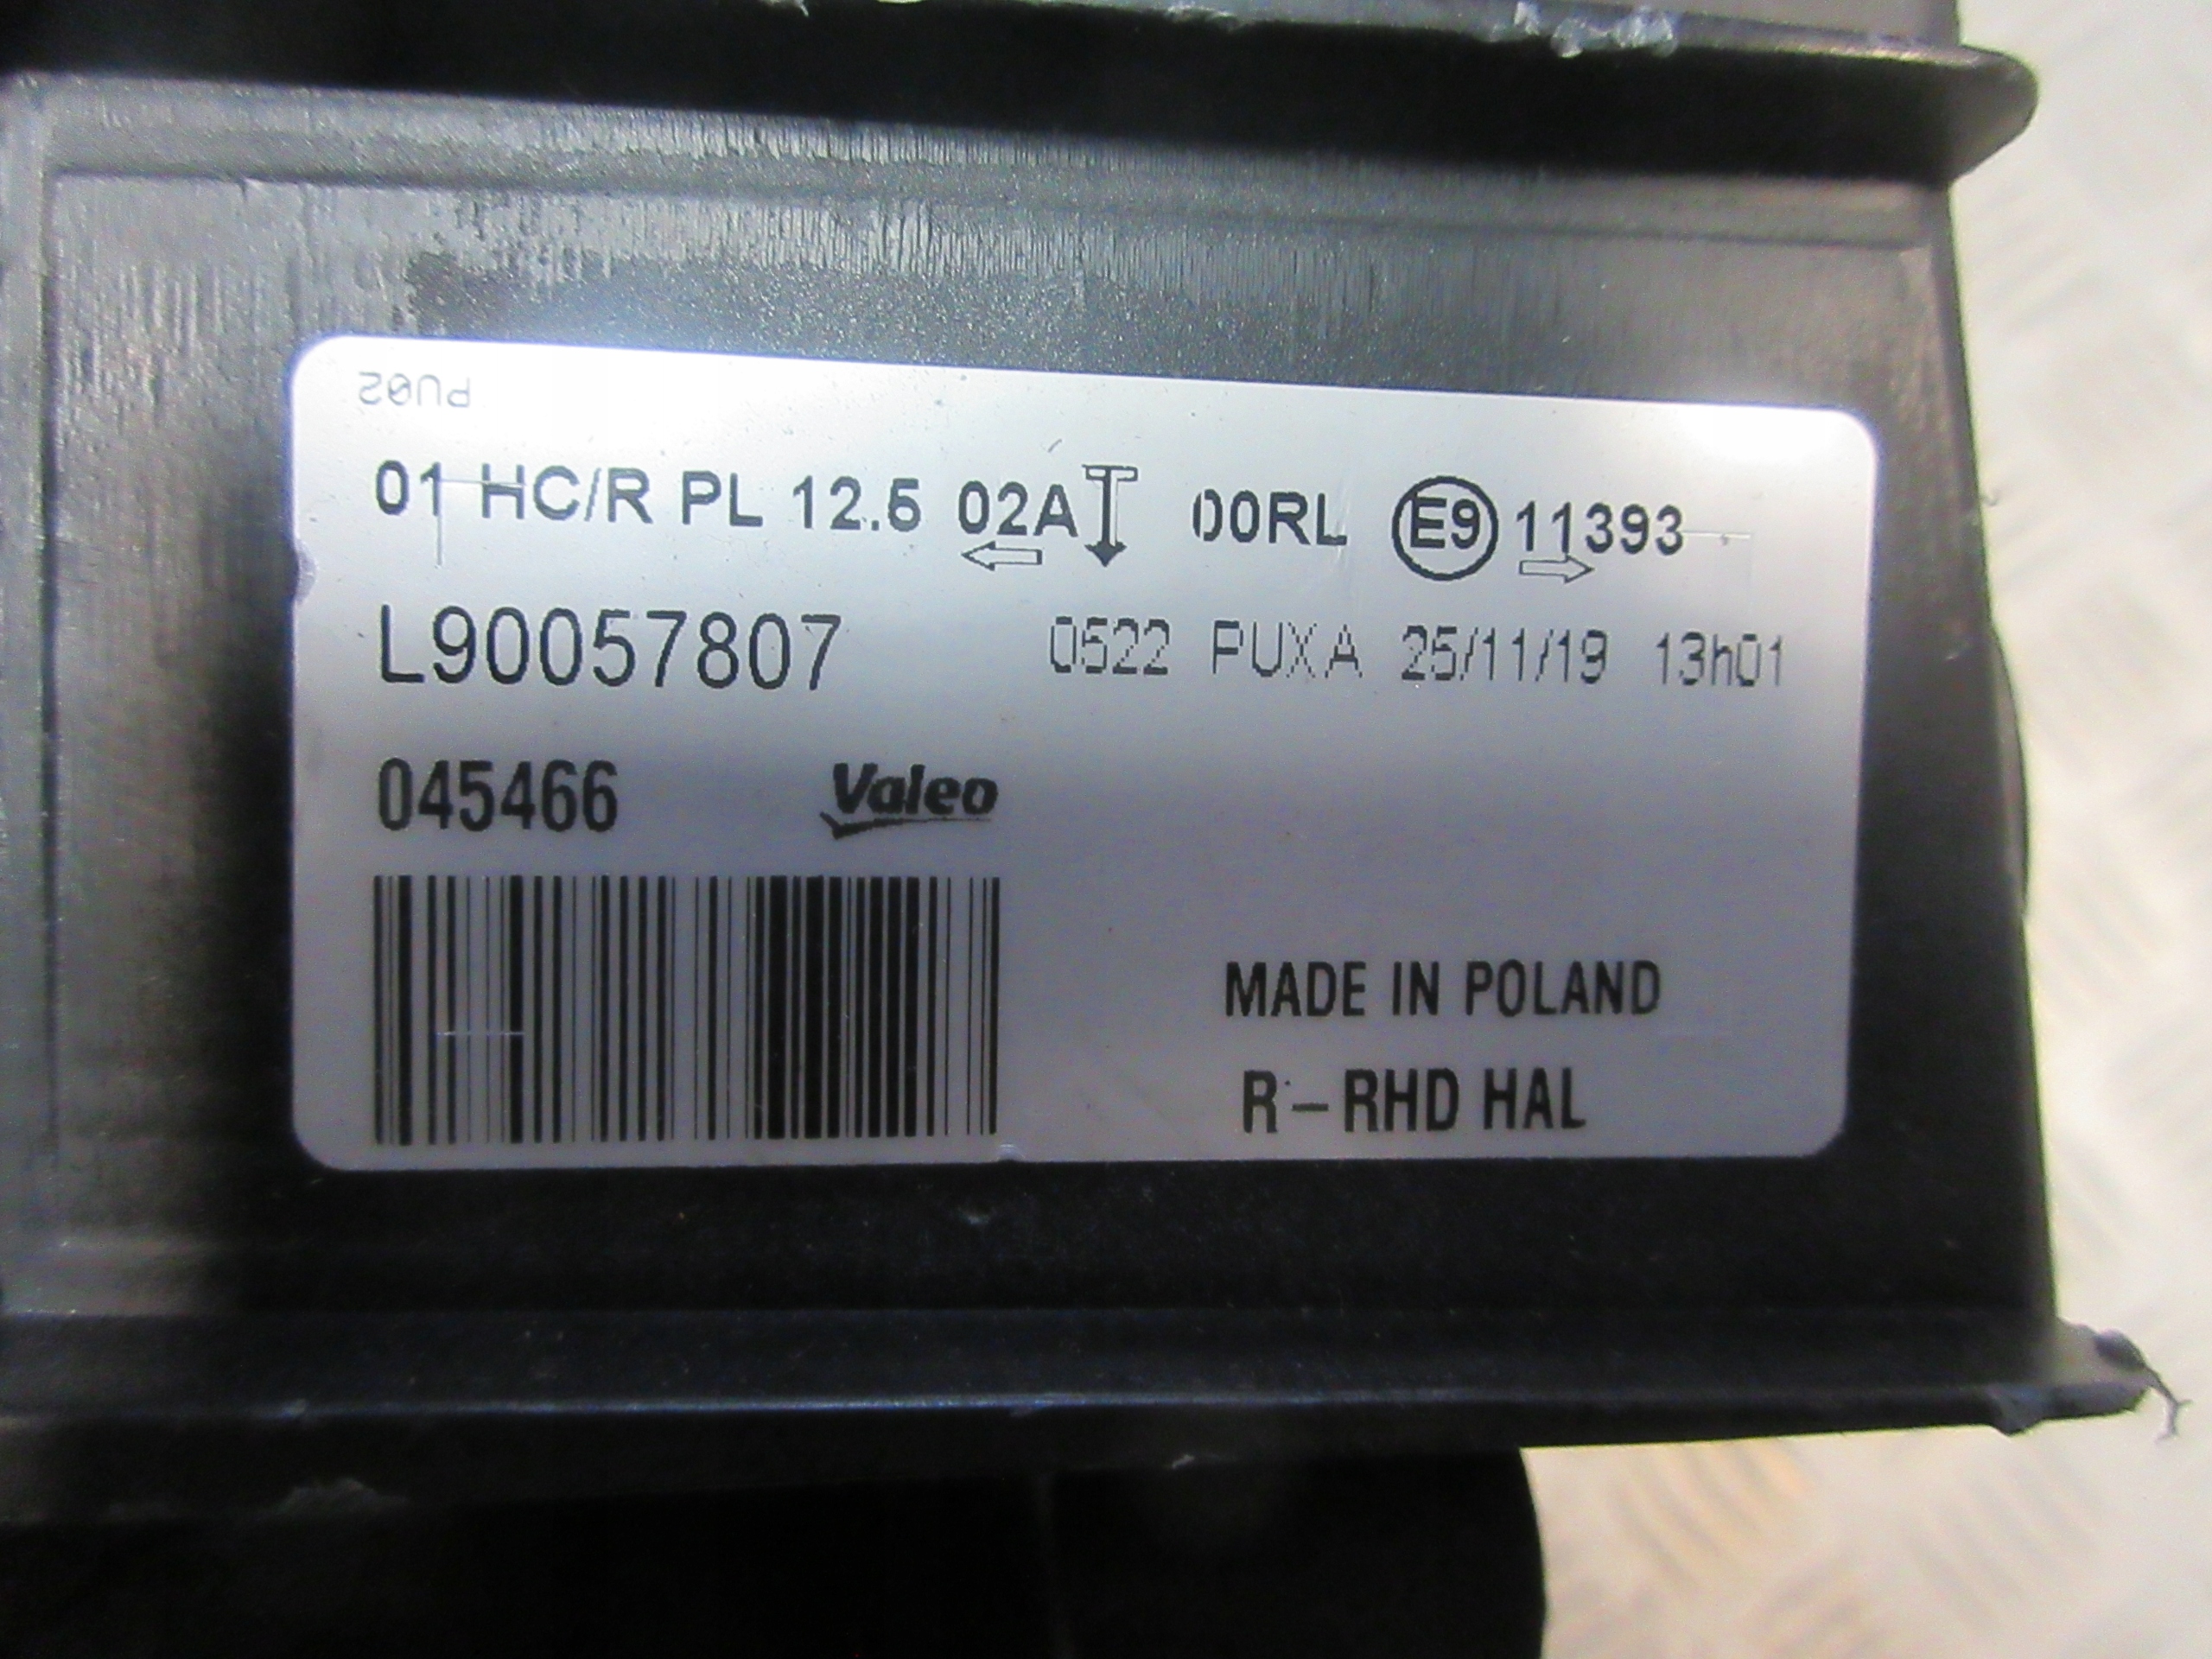 PU02
01 HC/R PL 12.5 02A 00RL E9 11393
L90057807 0522 PUXA 25/11/19 13h01
045466 Valeo
MADE IN POLAND
R-RHD HAL